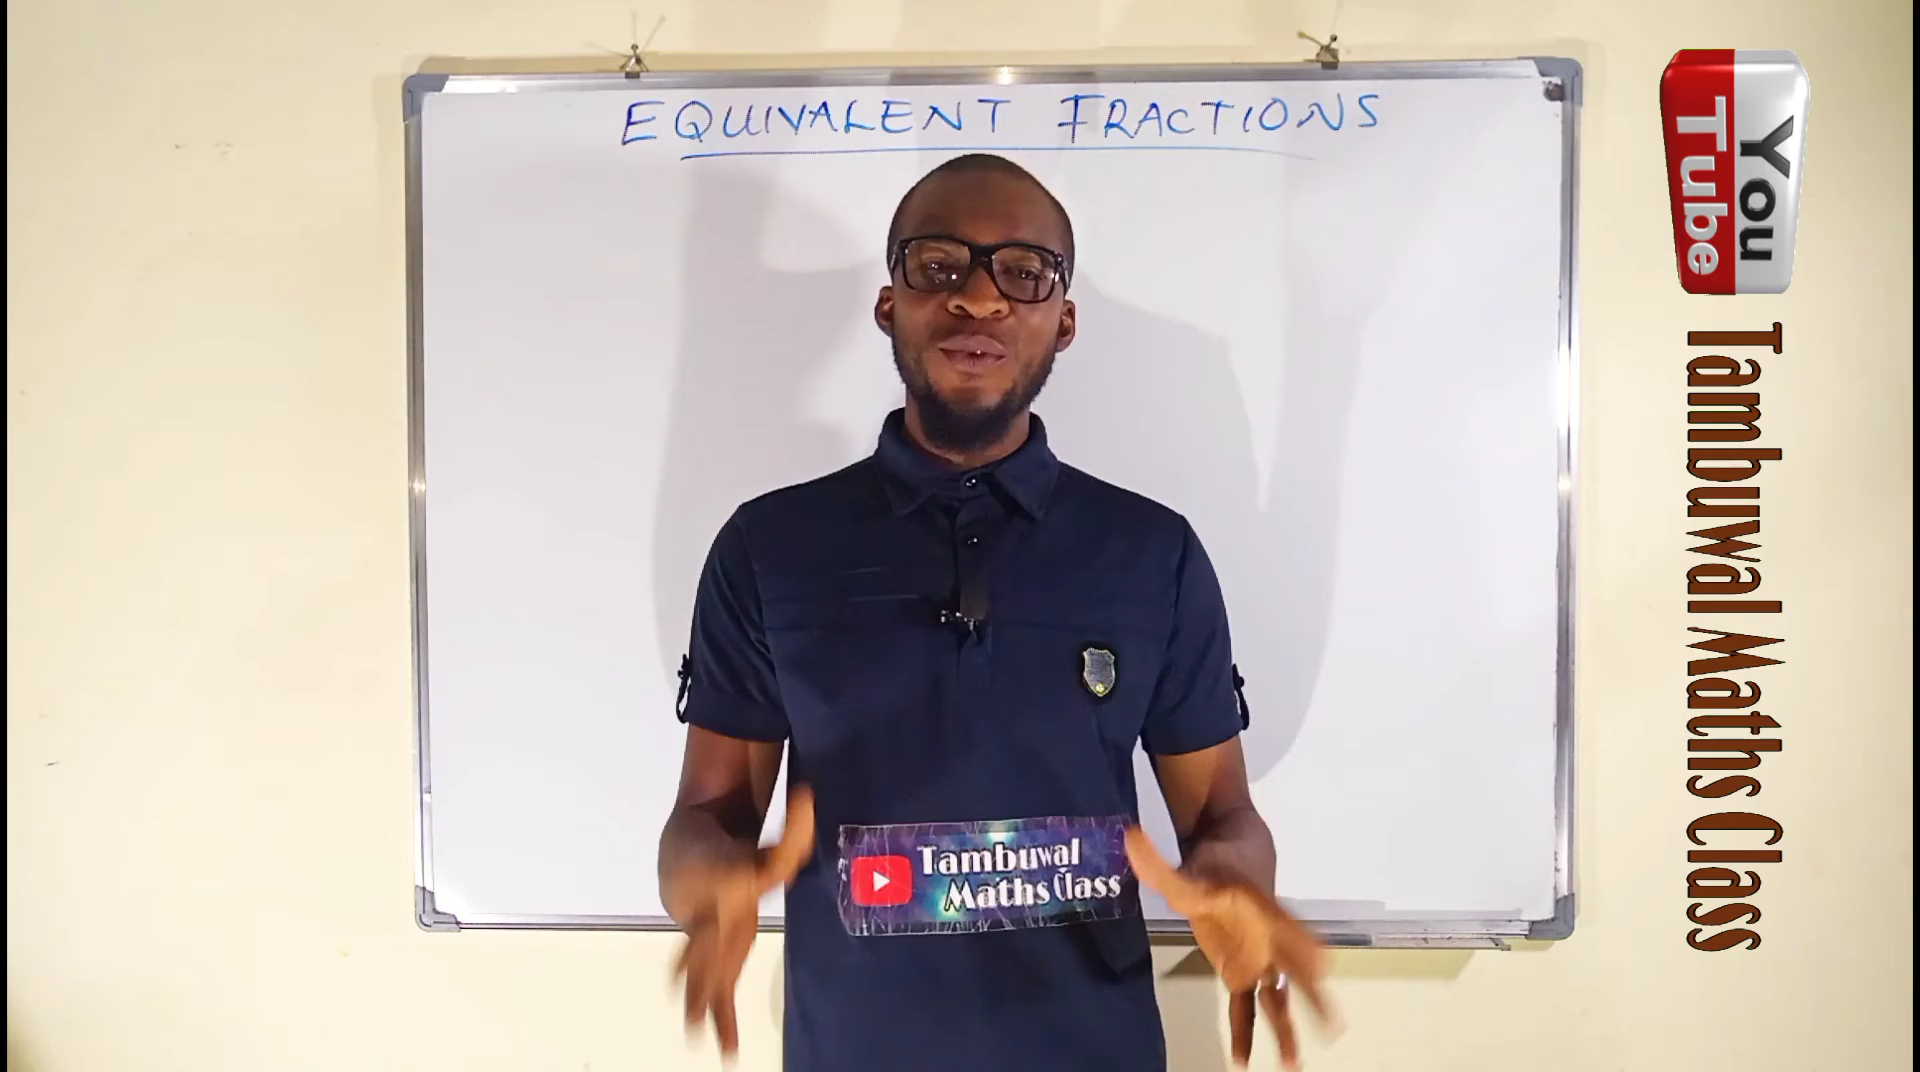 EQUIVALENT FRACTIONS
You
Tube
Tambuwal Maths Class
Tambuwal
Maths Class